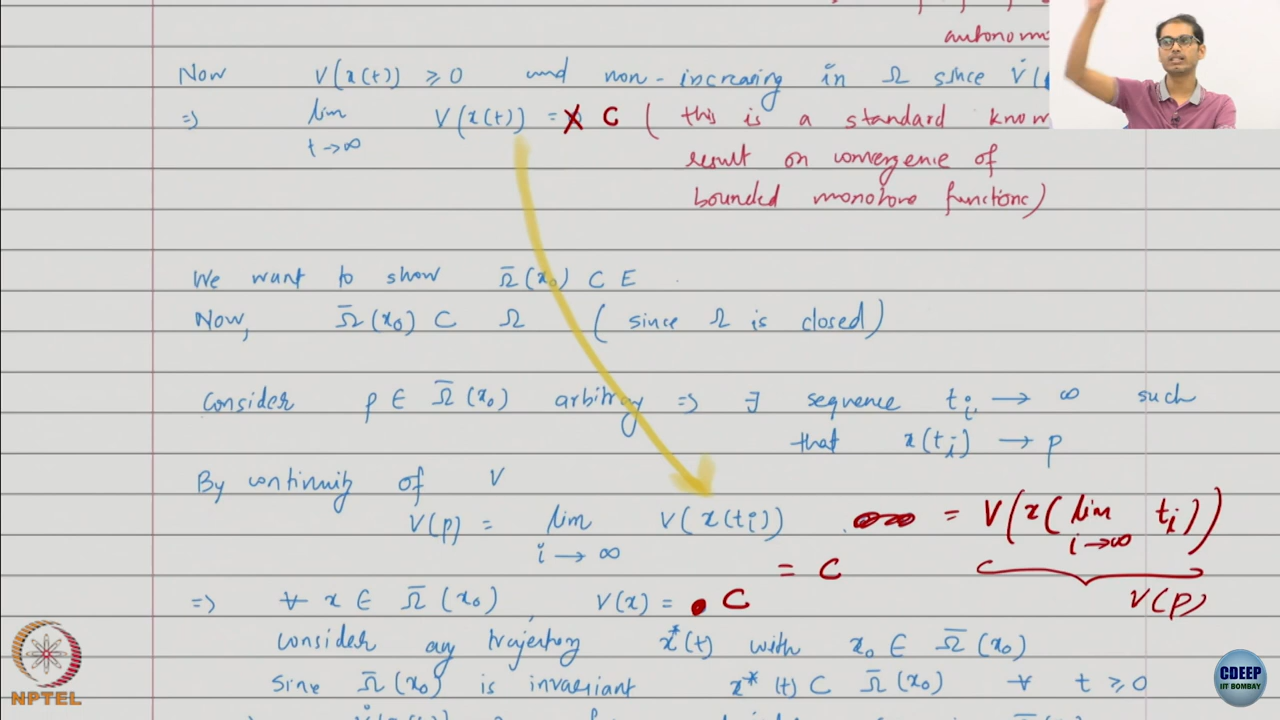 autonomo
Now V(x(t)) ⩾ 0 and non-increasing in Ω since V̇(
⇒ lim t→∞ V(x(t)) = C ( this is a standard know
result on convergence of
bounded monotone functions)
We want to show Ω̄(x₀) ⊂ E .
Now, Ω̄(x₀) ⊂ Ω ( since Ω is closed)
Consider p ∈ Ω̄(x₀) arbitray ⇒ ∃ sequence tᵢ → ∞ such
that x(tᵢ) → p
By continuity of V
V(p) = lim i→∞ V(x(tᵢ)) = V(x(lim i→∞ tᵢ))
= C
V(p)
⇒ ∀ x ∈ Ω̄(x₀), V(x) = C
consider any trajectory x*(t) with x₀ ∈ Ω̄(x₀)
Sine Ω̄(x₀) is invariant x*(t) ⊂ Ω̄(x₀) ∀ t ⩾ 0
NPTEL
CDEEP
IIT BOMBAY